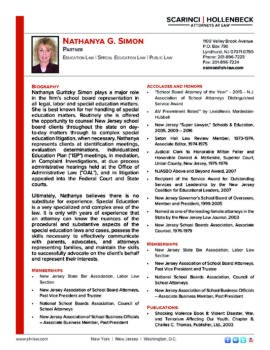 SCARINCI | HOLLENBECK
ATTORNEYS AT LAW
NATHANYA G. SIMON
PARTNER
EDUCATION LAW | SPECIAL EDUCATION LAW | PUBLIC LAW
1100 Valley Brook Avenue
P.O. Box 790
Lyndhurst, NJ 07071-0790
Phone: 201-896-7235
Fax: 201-896-7224
BIOGRAPHY
Nathanya Guritzky Simon plays a major role
in the firm's school board representation in
all legal, labor and special education matters.
She is best known for her handling of special
education matters. Routinely she is offered
the opportunity to counsel New Jersey school
board clients throughout the state on day-
to-day matters through to complex special
education litigation, when necessary. Nathanya
represents clients at identification meetings,
evaluation determinations, Individualized
Education Plan ("IEP") meetings, in mediation,
in Complaint Investigations, at due process
administrative hearings held at the Office of
Administrative Law ("OAL"), and in litigation
appealed into the Federal Court and State
courts.
Ultimately, Nathanya believes there is no
substitute for experience. Special Education
is a very specialized and complex area of the
law. It is only with years of experience that
an attorney can know the nuances of the
procedural and substantive aspects of the
special education laws and cases, possess the
skills necessary to effectively communicate
with parents, advocates, and attorneys
representing families, and maintain the skills
to successfully advocate on the client's behalf
and represent their interests.
MEMBERSHIPS
New Jersey State Bar Association, Labor Law
Section
New Jersey Association of School Attorneys,
Past Vice President and Trustee
National School Boards Association, Council of
School Attorneys
New Jersey Association of School Business Officials
– Associate Business Member, Past President
ACCOLADES AND HONORS
"School Board Attorney of the Year" - 2015 - N.J.
Association of School Attorneys Distinguished
Service Award
AV Preeminent Rated* by LexisNexis Martindale-
Hubbell
New Jersey "Super Lawyer," Schools & Education,
2005, 2009 – 2016
Seton Hall Law Review Member, 1973-1974,
Associate Editor, 1974-1975
Judicial Clerk to Honorable Milton Feller and
Honorable Donald A. McKenzie, Superior Court,
Union County, New Jersey, 1975-1976
NJASBO Above and Beyond Award, 2007
Recipient of the Service Award for Outstanding
Services and Leadership by the New Jersey
Coalition for Educational Leaders, 2007
New Jersey Governor's School Board of Overseers,
Member and President, 1999-2005
Named as one of the leading female attorneys in the
State by the New Jersey Law Journal, 2003
New Jersey School Boards Association, Associate
Counsel, 1976-1979
MEMBERSHIPS
New Jersey State Bar Association, Labor Law
Section
New Jersey Association of School Attorneys,
Past Vice President and Trustee
National School Boards Association, Council of
School Attorneys
New Jersey Association of School Business Officials
– Associate Business Member, Past President
PUBLICATIONS
Shocking Violence Book II: Violent Disaster, War,
and Terrorism Affecting Our Youth, Chapter 8,
Charles C. Thomas, Publisher, Ltd., 2003
www.sh-law.com
New York | New Jersey | Washington, D.C.